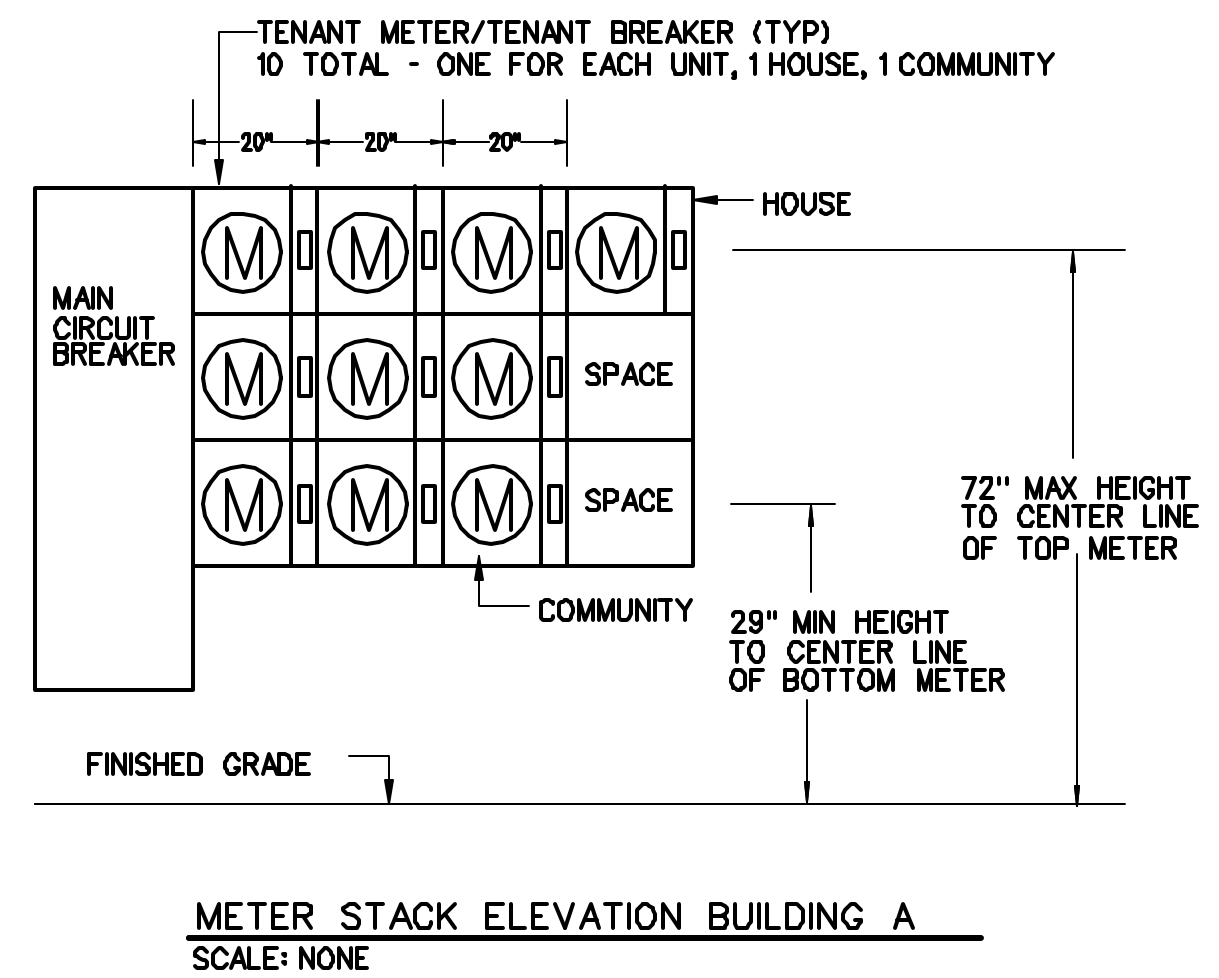 TENANT METER/TENANT BREAKER (TYP)
10 TOTAL - ONE FOR EACH UNIT, 1 HOUSE, 1 COMMUNITY
20" 20" 20"
HOUSE
M M M M
MAIN
CIRCUIT
BREAKER
M M M SPACE
M M M SPACE
72" MAX HEIGHT
TO CENTER LINE
OF TOP METER
COMMUNITY
29" MIN HEIGHT
TO CENTER LINE
OF BOTTOM METER
FINISHED GRADE
METER STACK ELEVATION BUILDING A
SCALE: NONE